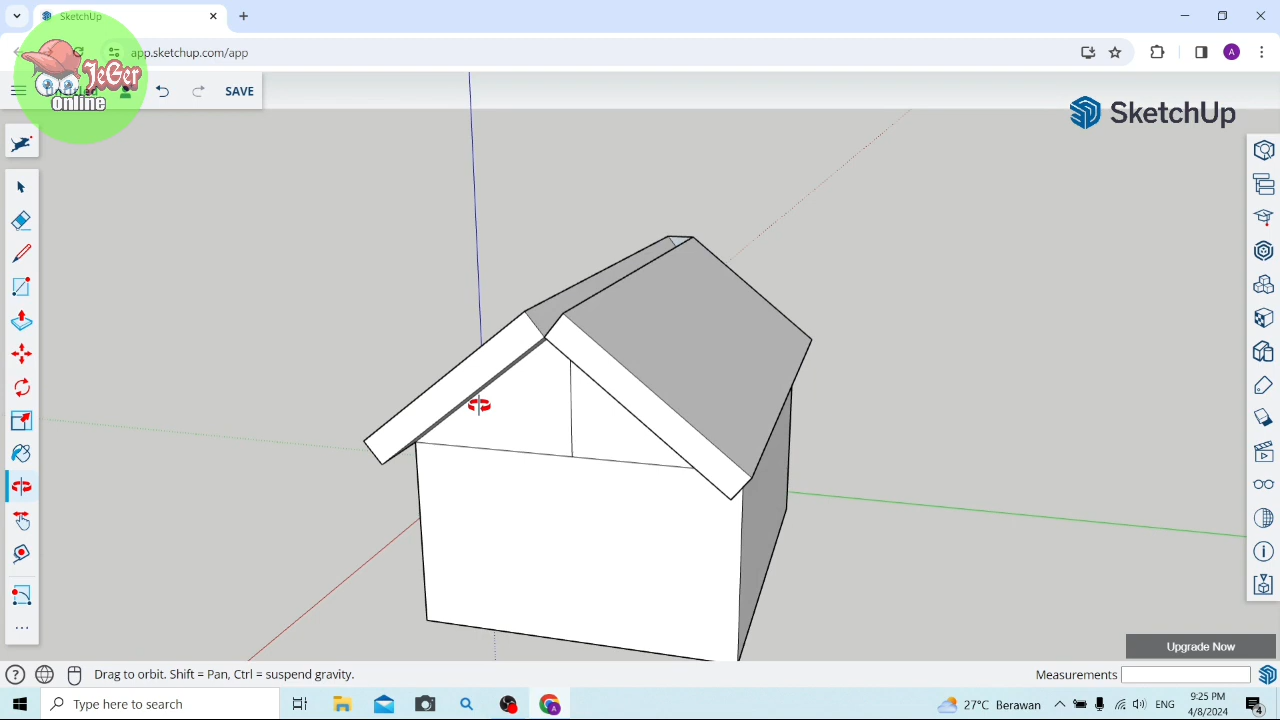 SketchUp
app.sketchup.com/app
A
JeGer
online
SAVE
SketchUp
Upgrade Now
Drag to orbit. Shift = Pan, Ctrl = suspend gravity.
Measurements
Type here to search
A
27°C Berawan
ENG
9:25 PM
4/8/2024
4